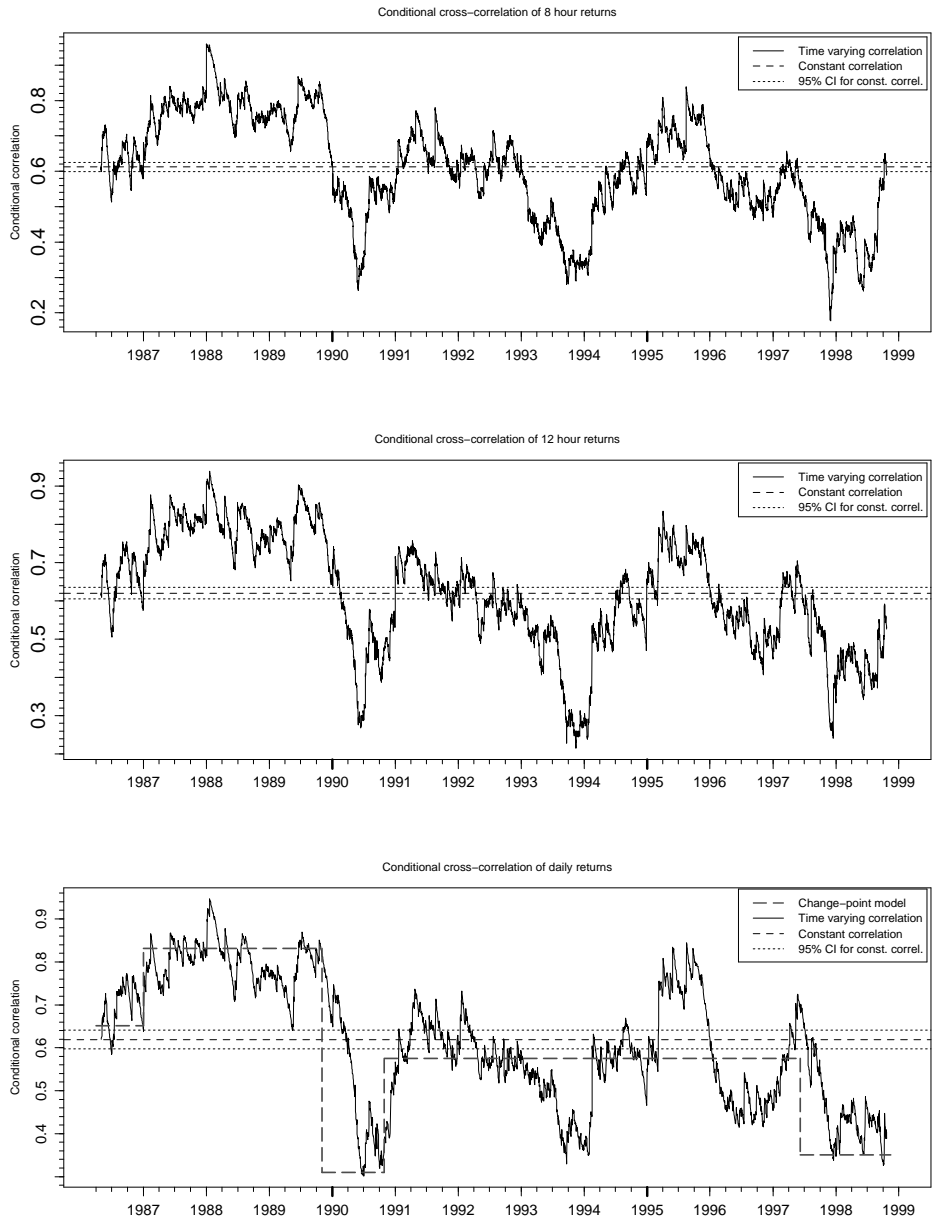 Conditional cross−correlation of 8 hour returns
Time varying correlation
Constant correlation
95% CI for const. correl.
Conditional correlation
0.8
0.6
0.4
0.2
1987 1988 1989 1990 1991 1992 1993 1994 1995 1996 1997 1998 1999
Conditional cross−correlation of 12 hour returns
Time varying correlation
Constant correlation
95% CI for const. correl.
Conditional correlation
0.9
0.7
0.5
0.3
1987 1988 1989 1990 1991 1992 1993 1994 1995 1996 1997 1998 1999
Conditional cross−correlation of daily returns
Change−point model
Time varying correlation
Constant correlation
95% CI for const. correl.
Conditional correlation
0.9
0.8
0.7
0.6
0.5
0.4
1987 1988 1989 1990 1991 1992 1993 1994 1995 1996 1997 1998 1999